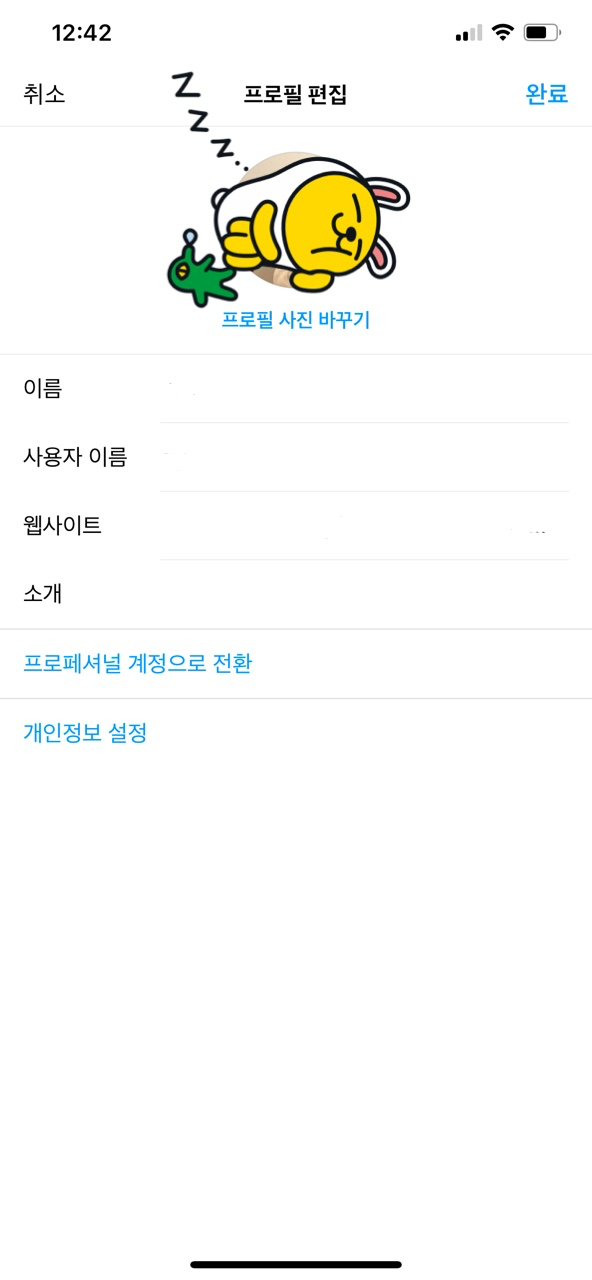 12:42
취소 프로필 편집 완료
z
z
z..
프로필 사진 바꾸기
이름
사용자 이름
웹사이트
소개
프로페셔널 계정으로 전환
개인정보 설정